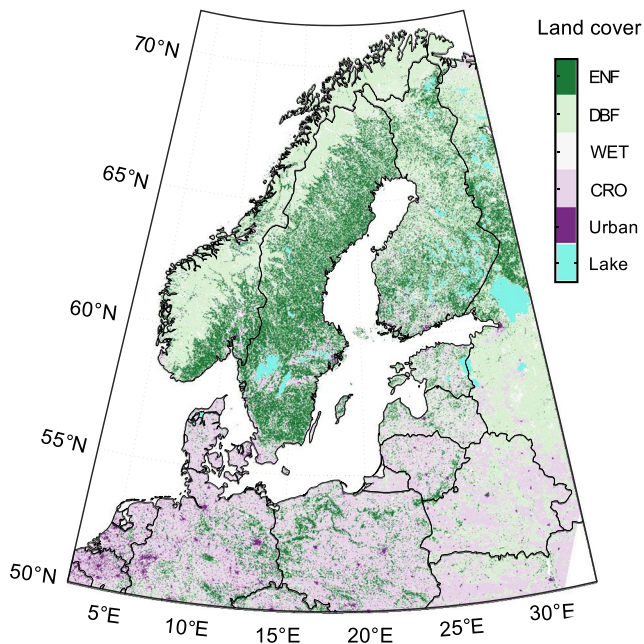 Land cover
ENF
DBF
WET
CRO
Urban
Lake
70°N
65°N
60°N
55°N
50°N
5°E
10°E
15°E
20°E
25°E
30°E